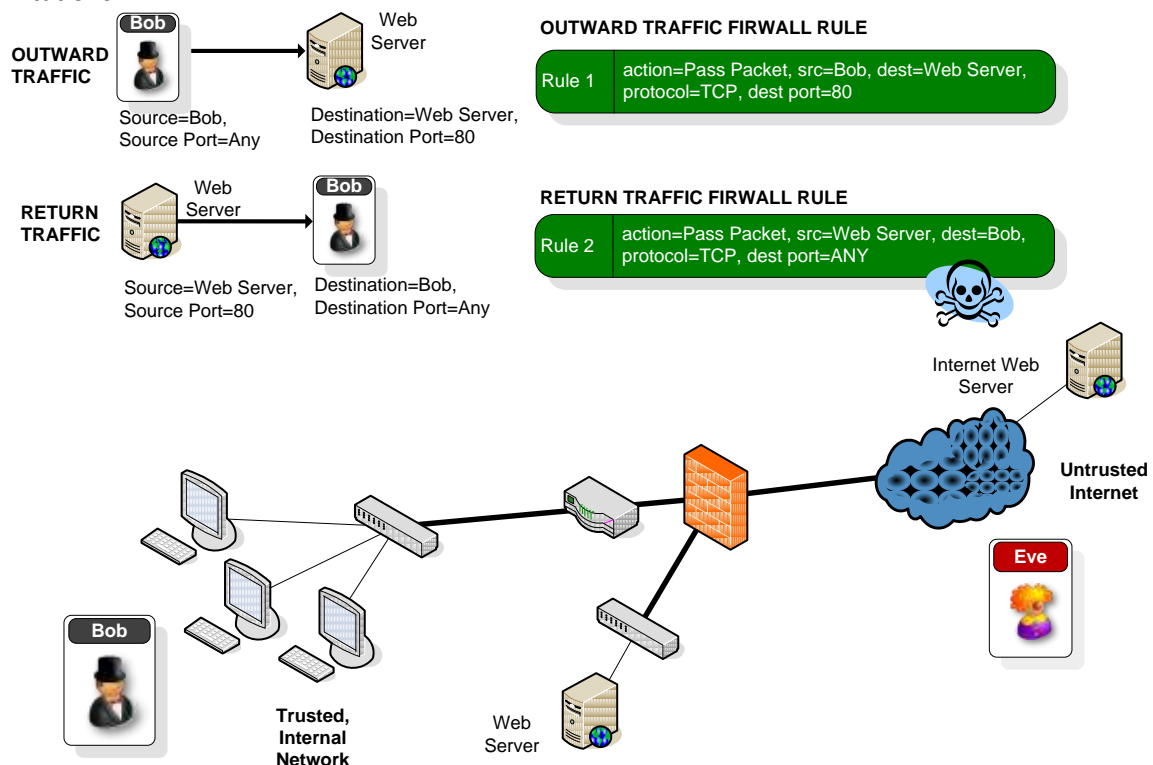 Bob
Web
Server
OUTWARD
TRAFFIC
Source=Bob,
Source Port=Any
Destination=Web Server,
Destination Port=80
OUTWARD TRAFFIC FIRWALL RULE
Rule 1
action=Pass Packet, src=Bob, dest=Web Server,
protocol=TCP, dest port=80
RETURN
TRAFFIC
Web
Server
Bob
Source=Web Server,
Source Port=80
Destination=Bob,
Destination Port=Any
RETURN TRAFFIC FIRWALL RULE
Rule 2
action=Pass Packet, src=Web Server, dest=Bob,
protocol=TCP, dest port=ANY
Internet Web
Server
Untrusted
Internet
Eve
Bob
Trusted,
Internal
Network
Web
Server